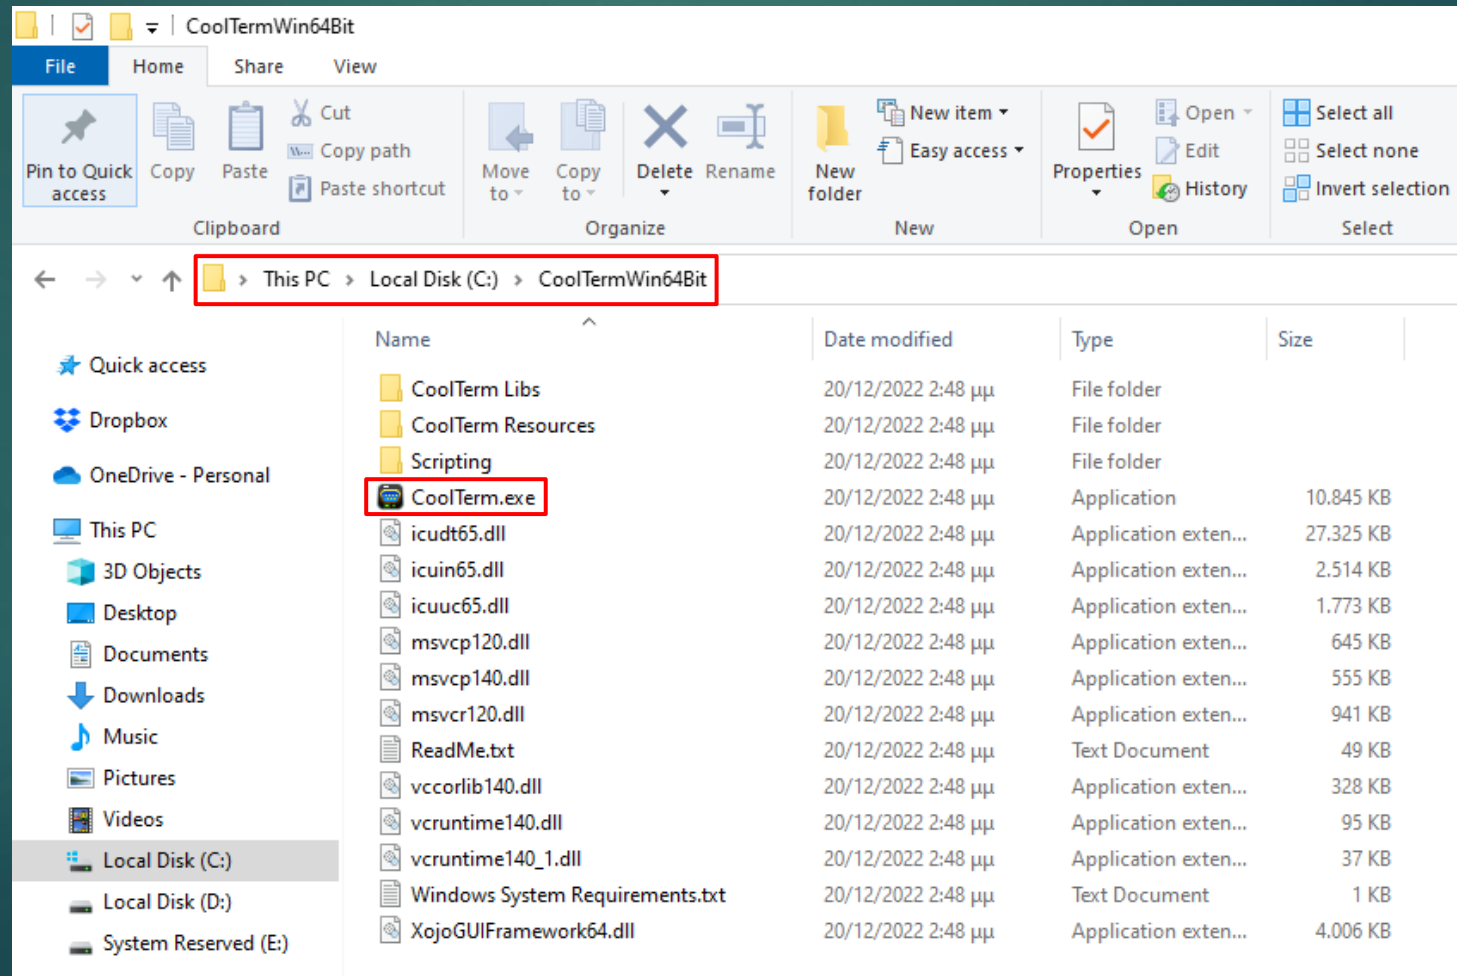 CoolTermWin64Bit
File Home Share View
Pin to Quick access
Copy
Paste
Cut
Copy path
Paste shortcut
Clipboard
Move to
Copy to
Delete
Rename
Organize
New folder
New item
Easy access
New
Properties
Open
Edit
History
Open
Select all
Select none
Invert selection
Select
This PC > Local Disk (C:) > CoolTermWin64Bit
Quick access
Dropbox
OneDrive - Personal
This PC
3D Objects
Desktop
Documents
Downloads
Music
Pictures
Videos
Local Disk (C:)
Local Disk (D:)
System Reserved (E:)
Name Date modified Type Size
CoolTerm Libs 20/12/2022 2:48 μμ File folder
CoolTerm Resources 20/12/2022 2:48 μμ File folder
Scripting 20/12/2022 2:48 μμ File folder
CoolTerm.exe 20/12/2022 2:48 μμ Application 10.845 KB
icudt65.dll 20/12/2022 2:48 μμ Application exten... 27.325 KB
icuin65.dll 20/12/2022 2:48 μμ Application exten... 2.514 KB
icuuc65.dll 20/12/2022 2:48 μμ Application exten... 1.773 KB
msvcp120.dll 20/12/2022 2:48 μμ Application exten... 645 KB
msvcp140.dll 20/12/2022 2:48 μμ Application exten... 555 KB
msvcr120.dll 20/12/2022 2:48 μμ Application exten... 941 KB
ReadMe.txt 20/12/2022 2:48 μμ Text Document 49 KB
vccorlib140.dll 20/12/2022 2:48 μμ Application exten... 328 KB
vcruntime140.dll 20/12/2022 2:48 μμ Application exten... 95 KB
vcruntime140_1.dll 20/12/2022 2:48 μμ Application exten... 37 KB
Windows System Requirements.txt 20/12/2022 2:48 μμ Text Document 1 KB
XojoGUIFramework64.dll 20/12/2022 2:48 μμ Application exten... 4.006 KB